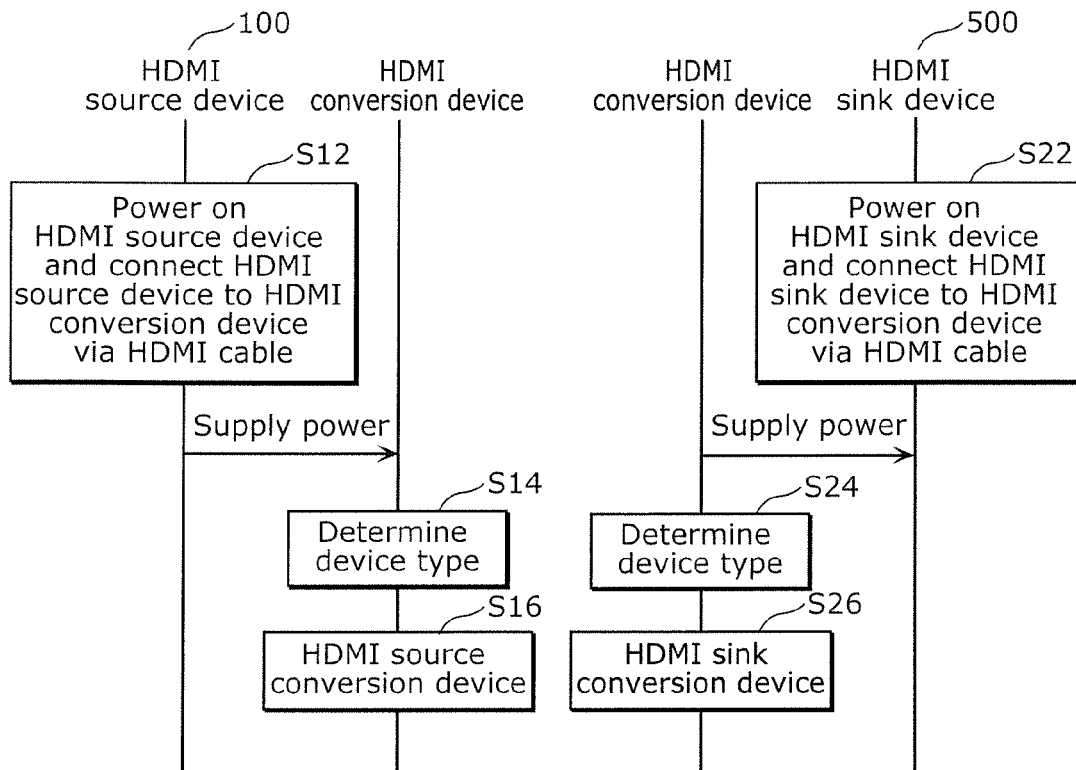 100
HDMI
source device
HDMI
conversion device
HDMI
conversion device
500
HDMI
sink device
S12
Power on
HDMI source device
and connect HDMI
source device to HDMI
conversion device
via HDMI cable
S22
Power on
HDMI sink device
and connect HDMI
sink device to HDMI
conversion device
via HDMI cable
Supply power
Supply power
S14
Determine
device type
S24
Determine
device type
S16
HDMI source
conversion device
S26
HDMI sink
conversion device